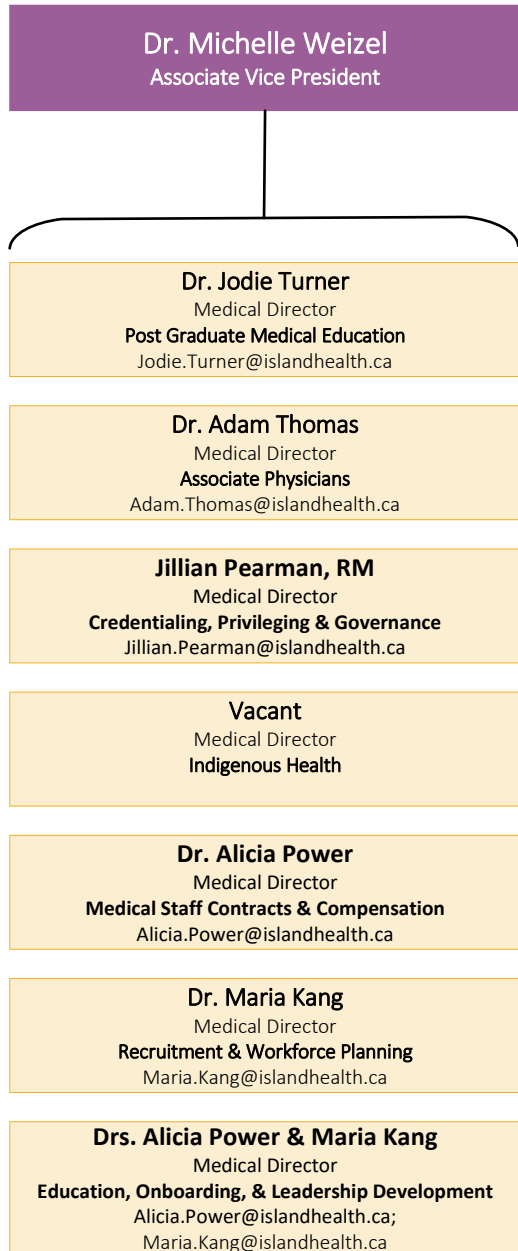 Dr. Michelle Weizel
Associate Vice President
Dr. Jodie Turner
Medical Director
Post Graduate Medical Education
Jodie.Turner@islandhealth.ca
Dr. Adam Thomas
Medical Director
Associate Physicians
Adam.Thomas@islandhealth.ca
Jillian Pearman, RM
Medical Director
Credentialing, Privileging & Governance
Jillian.Pearman@islandhealth.ca
Vacant
Medical Director
Indigenous Health
Dr. Alicia Power
Medical Director
Medical Staff Contracts & Compensation
Alicia.Power@islandhealth.ca
Dr. Maria Kang
Medical Director
Recruitment & Workforce Planning
Maria.Kang@islandhealth.ca
Drs. Alicia Power & Maria Kang
Medical Director
Education, Onboarding, & Leadership Development
Alicia.Power@islandhealth.ca;
Maria.Kang@islandhealth.ca